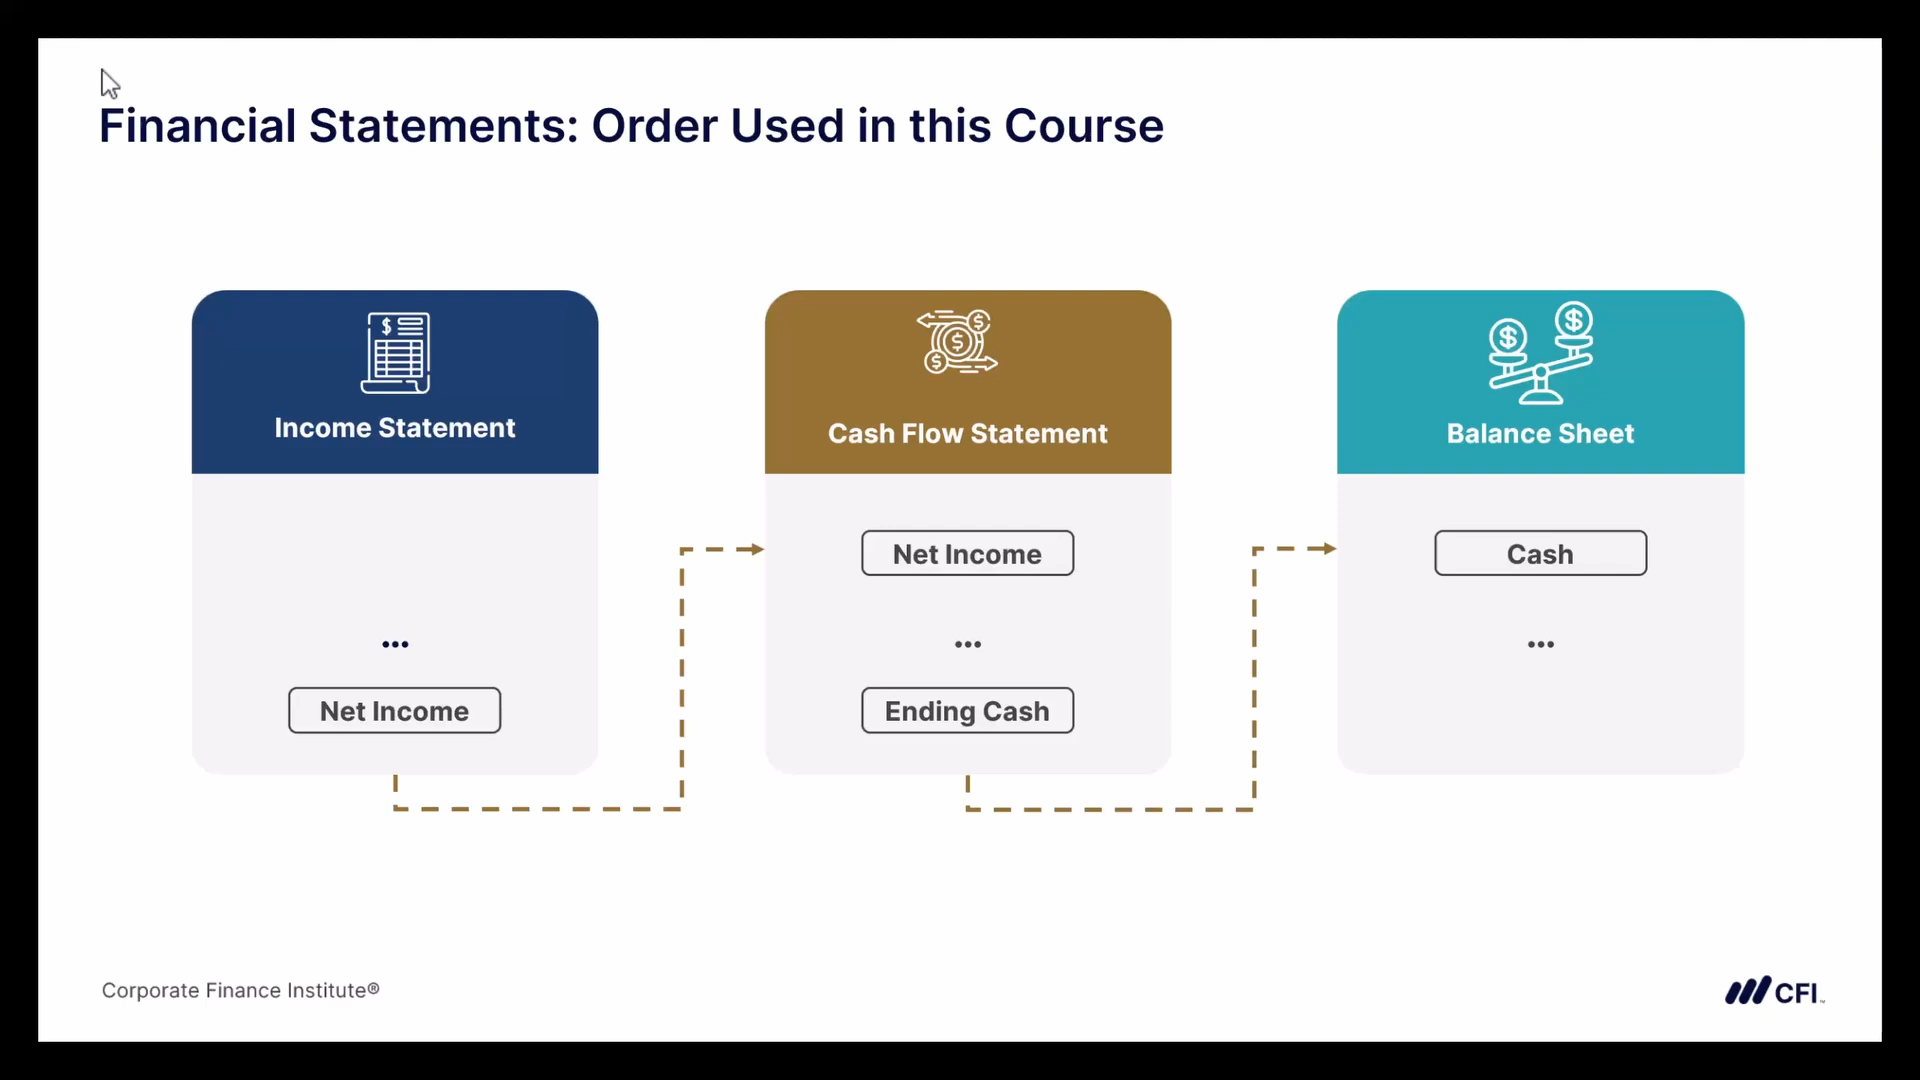 Financial Statements: Order Used in this Course
$
Income Statement
...
Net Income
$
$
$
Cash Flow Statement
Net Income
...
Ending Cash
$
$
Balance Sheet
Cash
...
Corporate Finance Institute®
CFI™